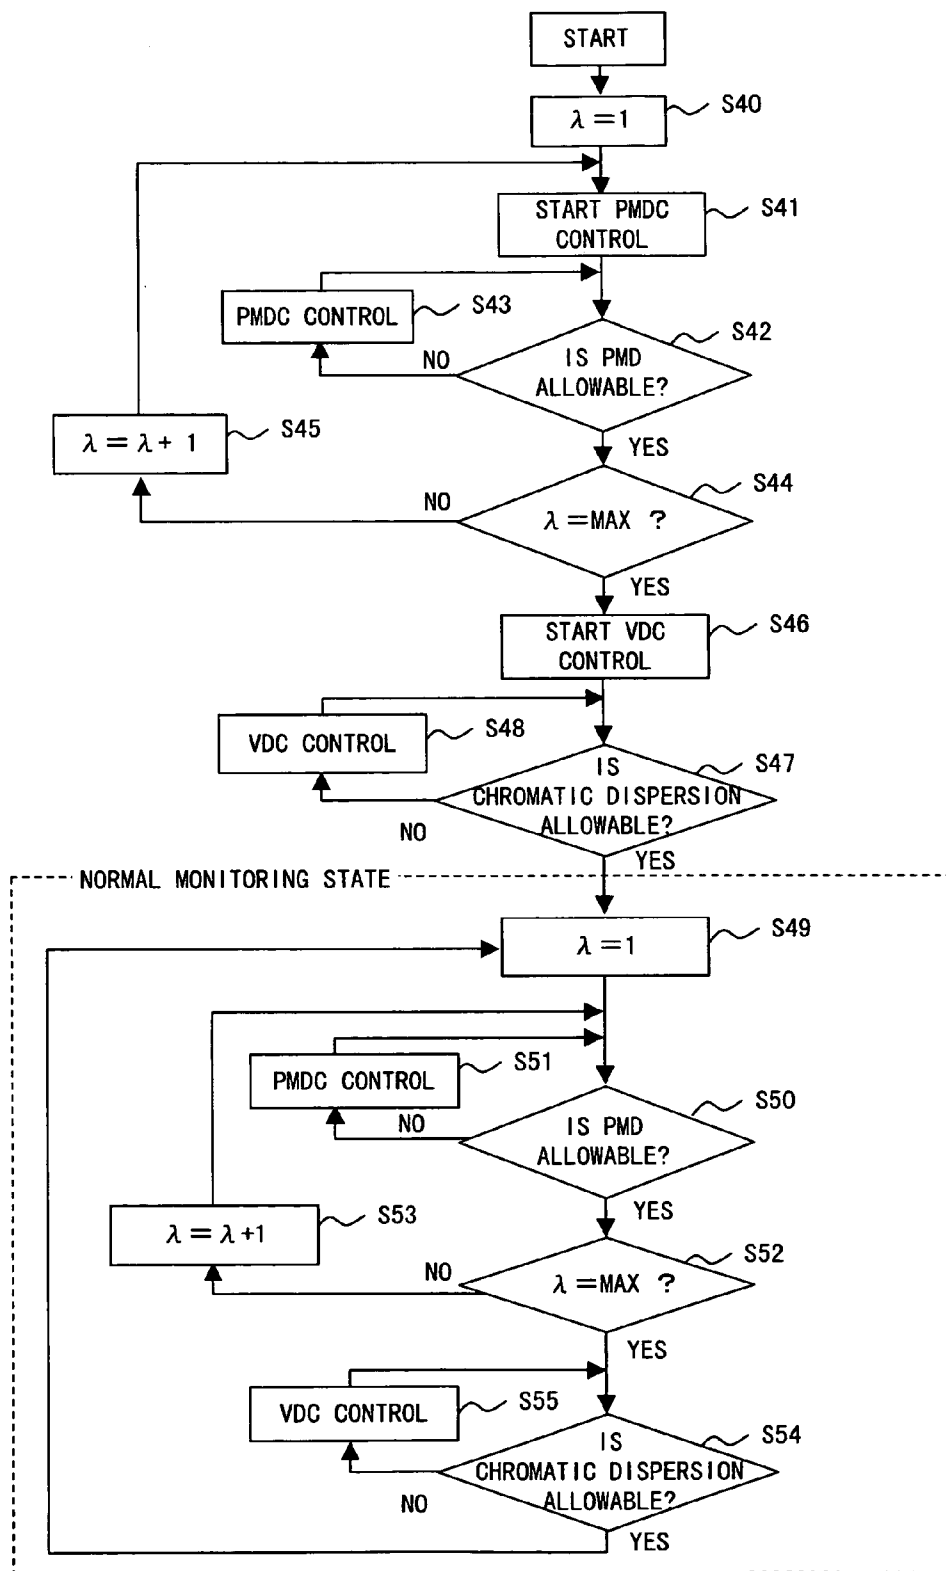 START
λ=1
S40
START PMDC
CONTROL
S41
PMDC CONTROL
S43
IS PMD
ALLOWABLE?
S42
NO
YES
λ=λ+ 1
S45
λ=MAX ?
S44
NO
YES
START VDC
CONTROL
S46
VDC CONTROL
S48
IS
CHROMATIC DISPERSION
ALLOWABLE?
S47
NO
YES
NORMAL MONITORING STATE
λ=1
S49
PMDC CONTROL
S51
IS PMD
ALLOWABLE?
S50
NO
YES
λ=λ+1
S53
λ=MAX ?
S52
NO
YES
VDC CONTROL
S55
IS
CHROMATIC DISPERSION
ALLOWABLE?
S54
NO
YES